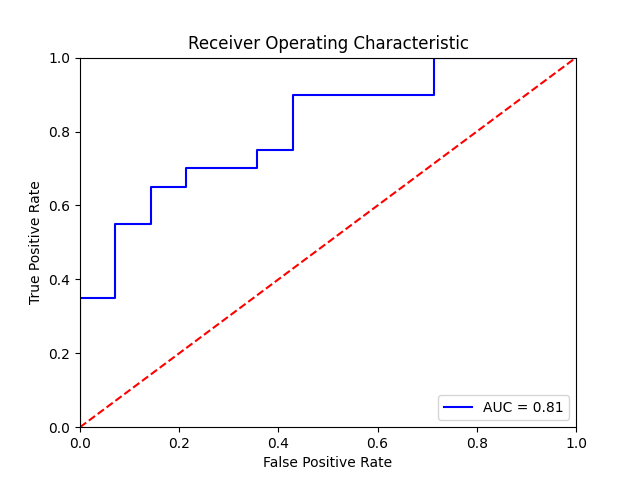 Receiver Operating Characteristic
True Positive Rate
1.0
0.8
0.6
0.4
0.2
0.0
AUC = 0.81
0.0 0.2 0.4 0.6 0.8 1.0
False Positive Rate